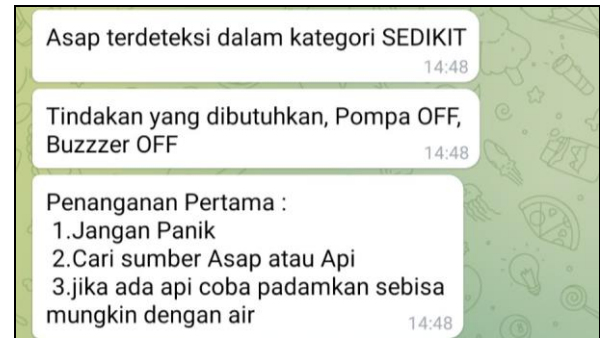 Asap terdeteksi dalam kategori SEDIKIT
14:48
Tindakan yang dibutuhkan, Pompa OFF,
Buzzzer OFF
14:48
Penanganan Pertama :
1.Jangan Panik
2.Cari sumber Asap atau Api
3.jika ada api coba padamkan sebisa
mungkin dengan air
14:48